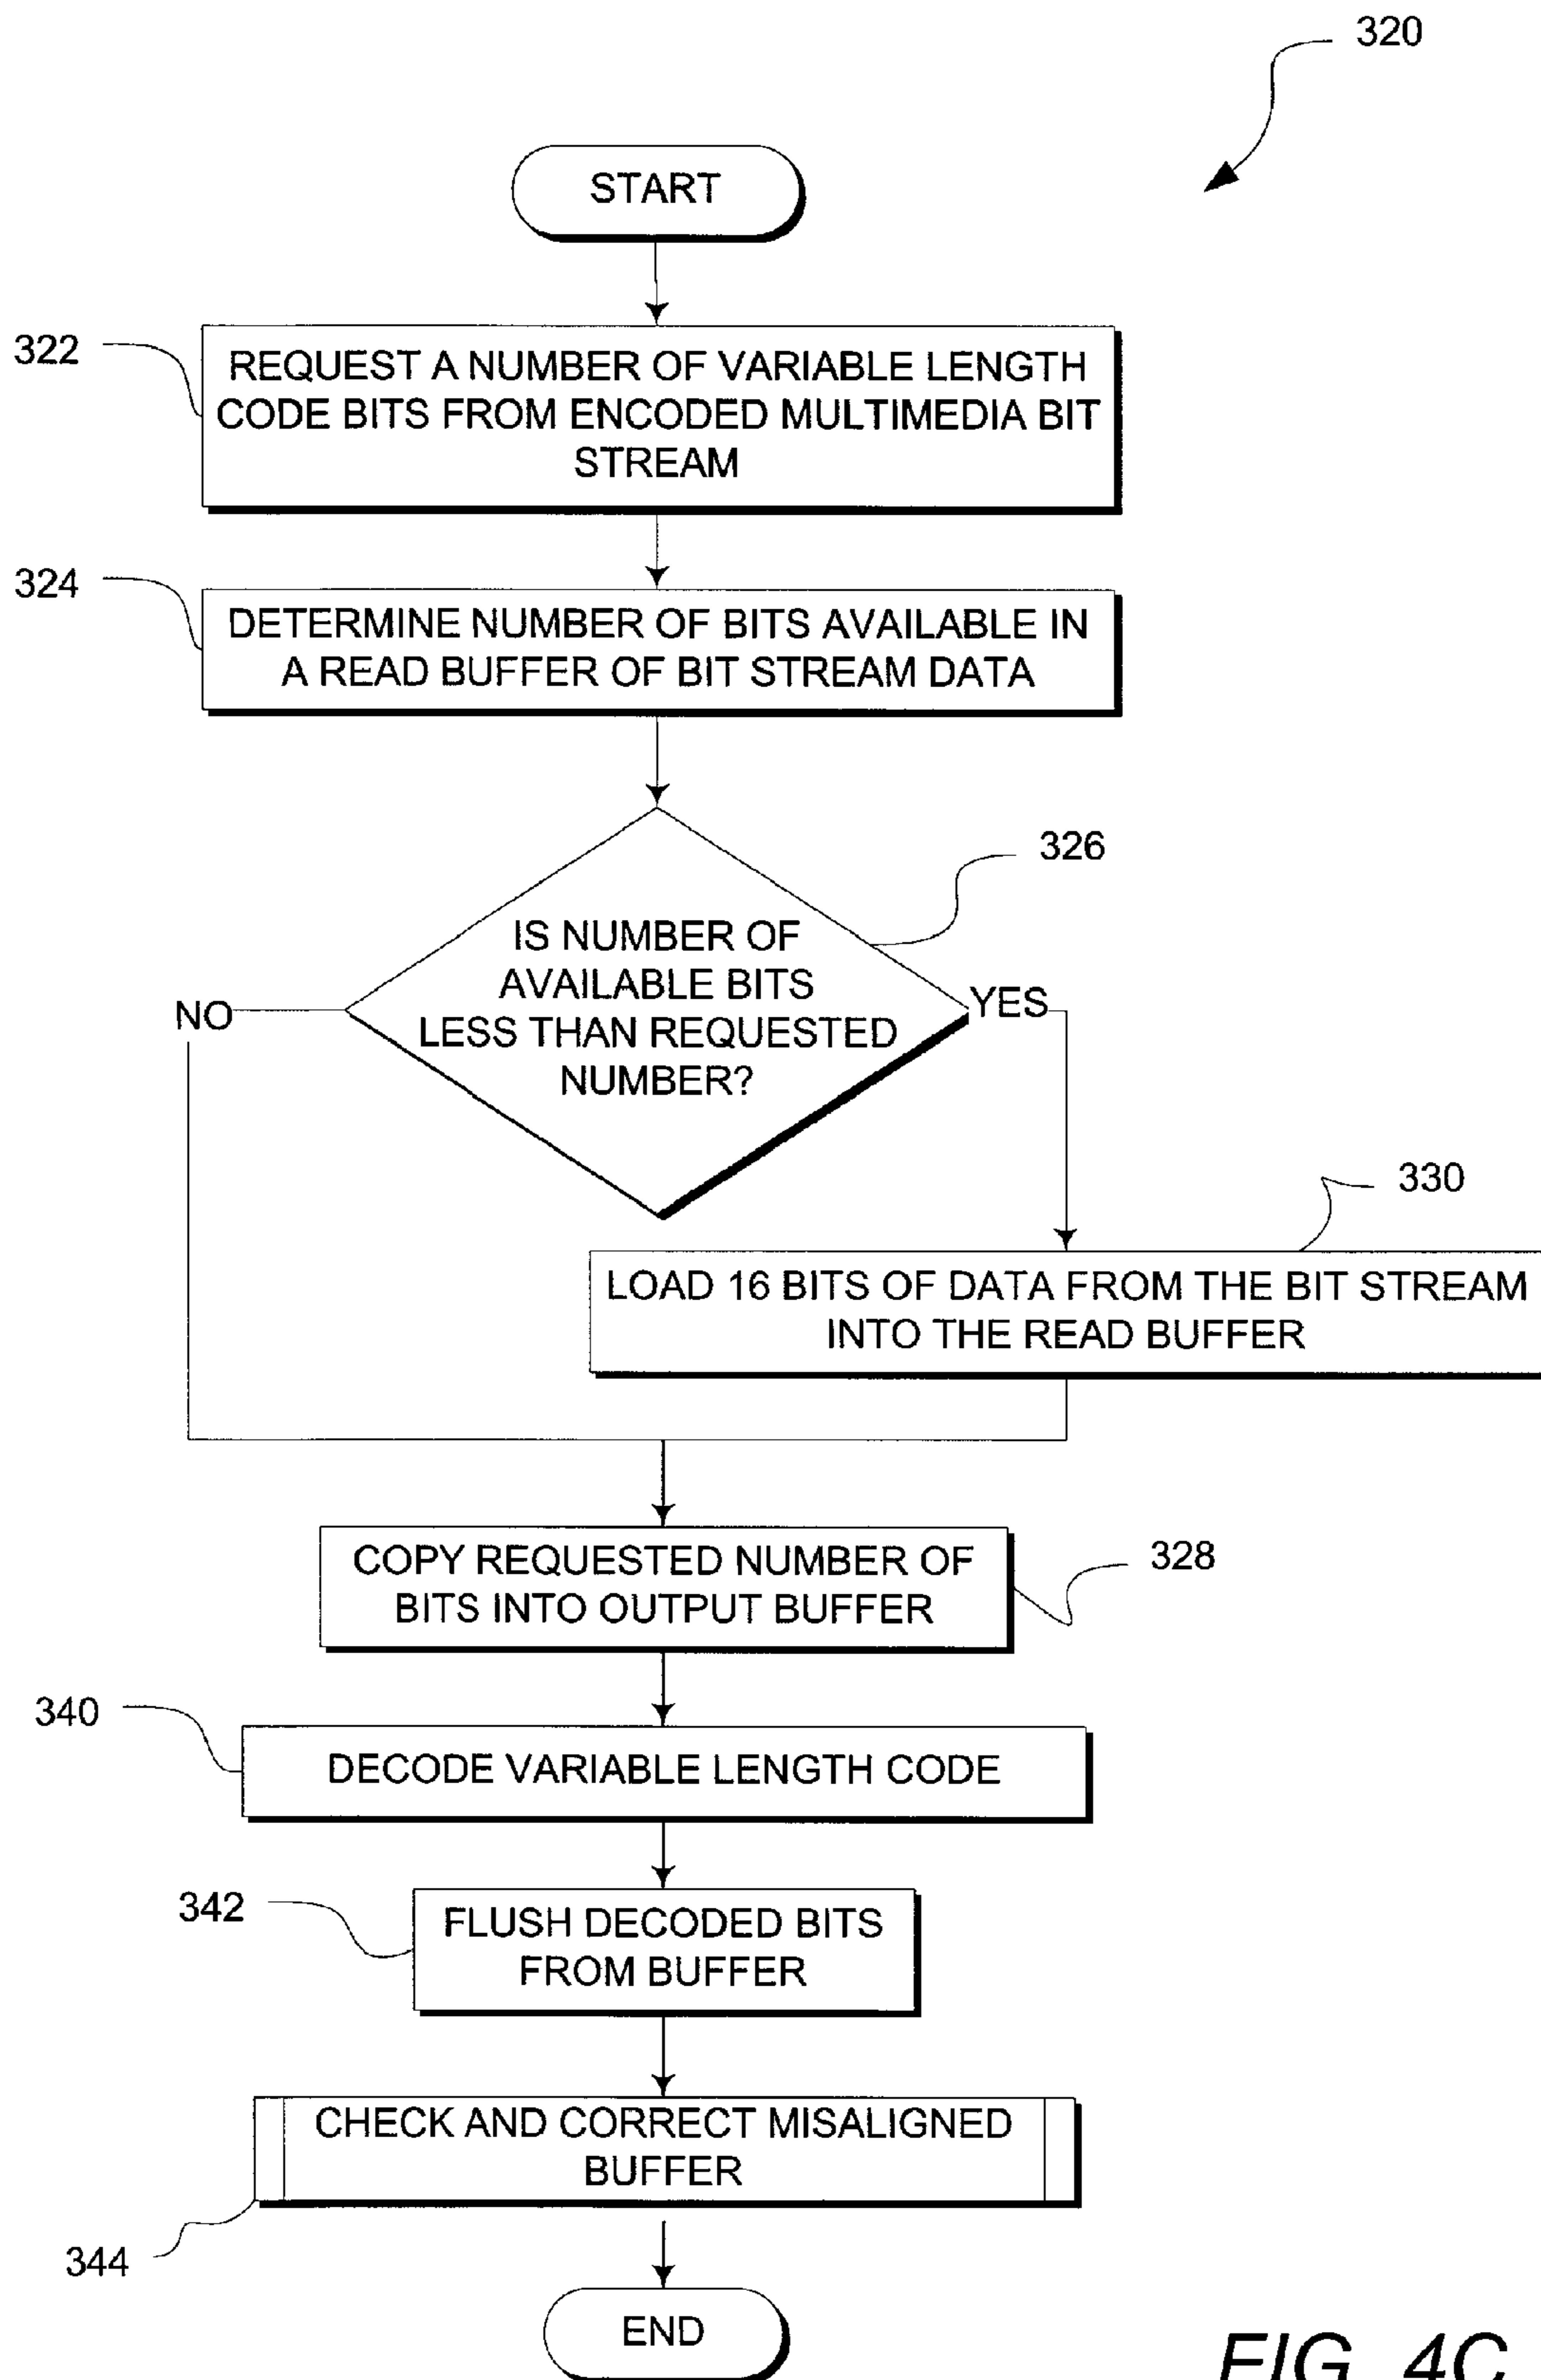 320
START
322
REQUEST A NUMBER OF VARIABLE LENGTH
CODE BITS FROM ENCODED MULTIMEDIA BIT
STREAM
324
DETERMINE NUMBER OF BITS AVAILABLE IN
A READ BUFFER OF BIT STREAM DATA
326
IS NUMBER OF
AVAILABLE BITS
LESS THAN REQUESTED
NUMBER?
NO
YES
330
LOAD 16 BITS OF DATA FROM THE BIT STREAM
INTO THE READ BUFFER
COPY REQUESTED NUMBER OF
BITS INTO OUTPUT BUFFER
328
340
DECODE VARIABLE LENGTH CODE
342
FLUSH DECODED BITS
FROM BUFFER
CHECK AND CORRECT MISALIGNED
BUFFER
344
END
FIG. 4C